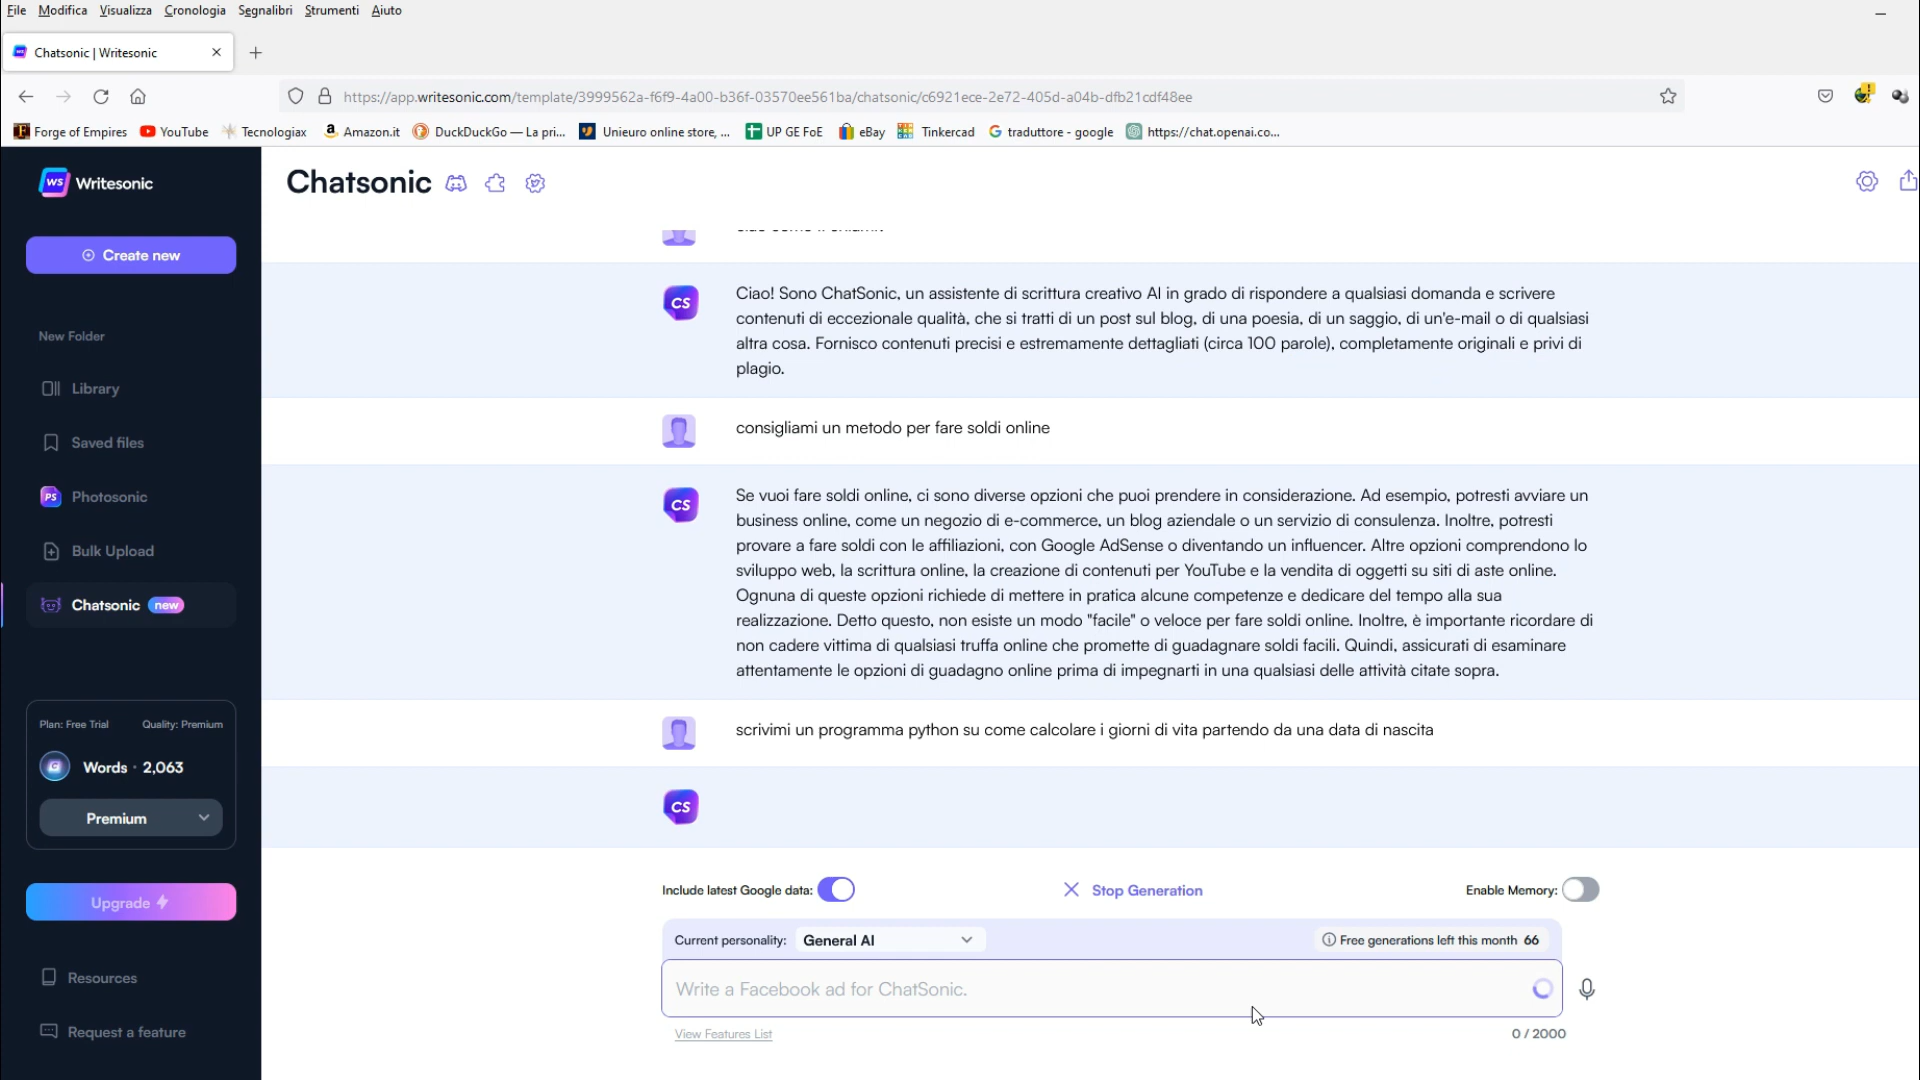 File Modifica Visualizza Cronologia Segnalibri Strumenti Aiuto
Chatsonic | Writesonic
https://app.writesonic.com/template/3999562a-f6f9-4a00-b36f-03570ee561ba/chatsonic/c6921ece-2e72-405d-a04b-dfb21cdf48ee
Forge of Empires YouTube Tecnologiax Amazon.it DuckDuckGo — La pri... Unieuro online store, ... UP GE FoE eBay Tinkercad traduttore - google https://chat.openai.co...
WS Writesonic
Chatsonic
Create new
New Folder
Library
Saved files
PS Photosonic
Bulk Upload
Chatsonic new
Plan: Free Trial Quality: Premium
Words · 2,063
Premium
Upgrade
Resources
Request a feature
CS
Ciao! Sono ChatSonic, un assistente di scrittura creativo AI in grado di rispondere a qualsiasi domanda e scrivere
contenuti di eccezionale qualità, che si tratti di un post sul blog, di una poesia, di un saggio, di un'e-mail o di qualsiasi
altra cosa. Fornisco contenuti precisi e estremamente dettagliati (circa 100 parole), completamente originali e privi di
plagio.
consigliami un metodo per fare soldi online
CS
Se vuoi fare soldi online, ci sono diverse opzioni che puoi prendere in considerazione. Ad esempio, potresti avviare un
business online, come un negozio di e-commerce, un blog aziendale o un servizio di consulenza. Inoltre, potresti
provare a fare soldi con le affiliazioni, con Google AdSense o diventando un influencer. Altre opzioni comprendono lo
sviluppo web, la scrittura online, la creazione di contenuti per YouTube e la vendita di oggetti su siti di aste online.
Ognuna di queste opzioni richiede di mettere in pratica alcune competenze e dedicare del tempo alla sua
realizzazione. Detto questo, non esiste un modo "facile" o veloce per fare soldi online. Inoltre, è importante ricordare di
non cadere vittima di qualsiasi truffa online che promette di guadagnare soldi facili. Quindi, assicurati di esaminare
attentamente le opzioni di guadagno online prima di impegnarti in una qualsiasi delle attività citate sopra.
scrivimi un programma python su come calcolare i giorni di vita partendo da una data di nascita
CS
Include latest Google data: Stop Generation Enable Memory:
Current personality: General AI Free generations left this month 66
Write a Facebook ad for ChatSonic.
View Features List 0 / 2000